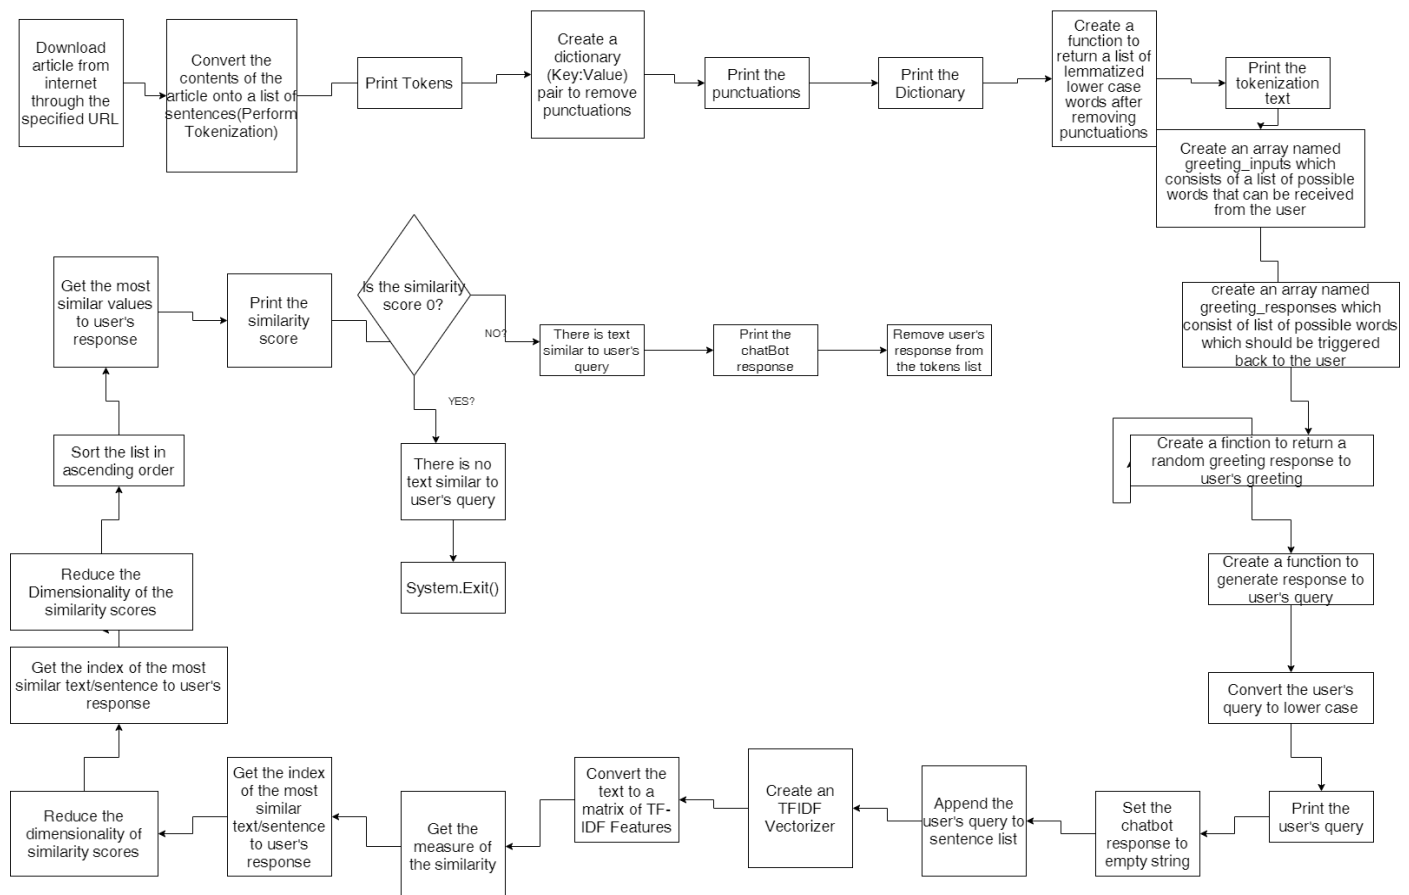 Download
article from
internet
through the
specified URL
Convert the
contents of the
article onto a list of
sentences(Perform
Tokenization)
Print Tokens
Create a
dictionary
(Key:Value)
pair to remove
punctuations
Print the
punctuations
Print the
Dictionary
Create a
function to
return a list of
lemmatized
lower case
words after
removing
punctuations
Print the
tokenization
text
Create an array named
greeting_inputs which
consists of a list of possible
words that can be received
from the user
create an array named
greeting_responses which
consist of list of possible words
which should be triggered
back to the user
Create a finction to return a
random greeting response to
user's greeting
Create a function to
generate response to
user's query
Convert the user's
query to lower case
Print the
user's query
Set the
chatbot
response to
empty string
Append the
user's query to
sentence list
Create an
TFIDF
Vectorizer
Convert the
text to a
matrix of TF-
IDF Features
Get the
measure of
the similarity
Get the index
of the most
similar
text/sentence
to user's
response
Reduce the
dimensionality of
similarity scores
Get the index of the most
similar text/sentence to user's
response
Reduce the
Dimensionality of the
similarity scores
Sort the list in
ascending order
Get the most
similar values
to user's
response
Print the
similarity
score
Is the similarity
score 0?
NO?
There is text
similar to user's
query
Print the
chatBot
response
Remove user's
response from
the tokens list
YES?
There is no
text similar to
user's query
System.Exit()